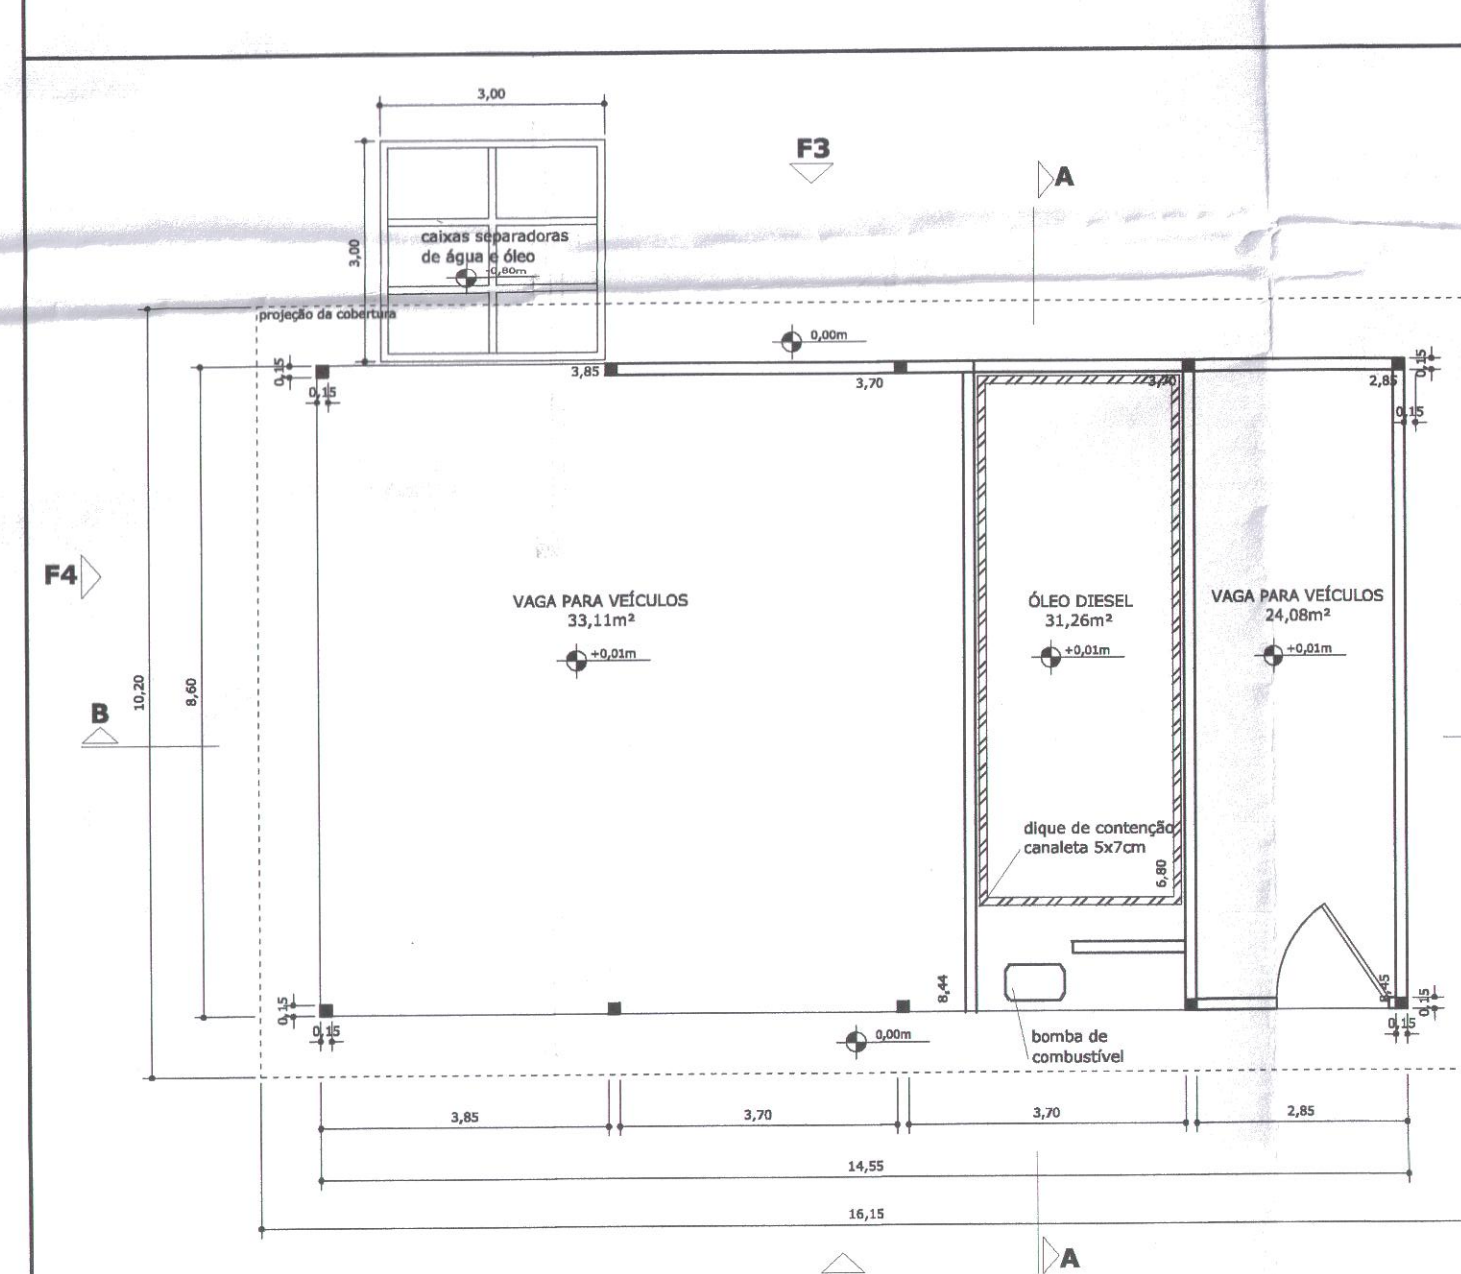 3,00
F3
A
3,00
caixas separadoras
de água e óleo
-0,80m
projeção da cobertura
0,00m
0,15
0,15
3,85
3,70
3,70
2,85
0,15
0,15
F4
VAGA PARA VEÍCULOS
33,11m²
+0,01m
ÓLEO DIESEL
31,26m²
+0,01m
VAGA PARA VEÍCULOS
24,08m²
+0,01m
10,20
8,60
B
dique de contenção
canaleta 5x7cm
6,80
8,44
8,45
0,15
0,15
0,15
0,15
0,00m
bomba de
combustível
3,85
3,70
3,70
2,85
14,55
16,15
A